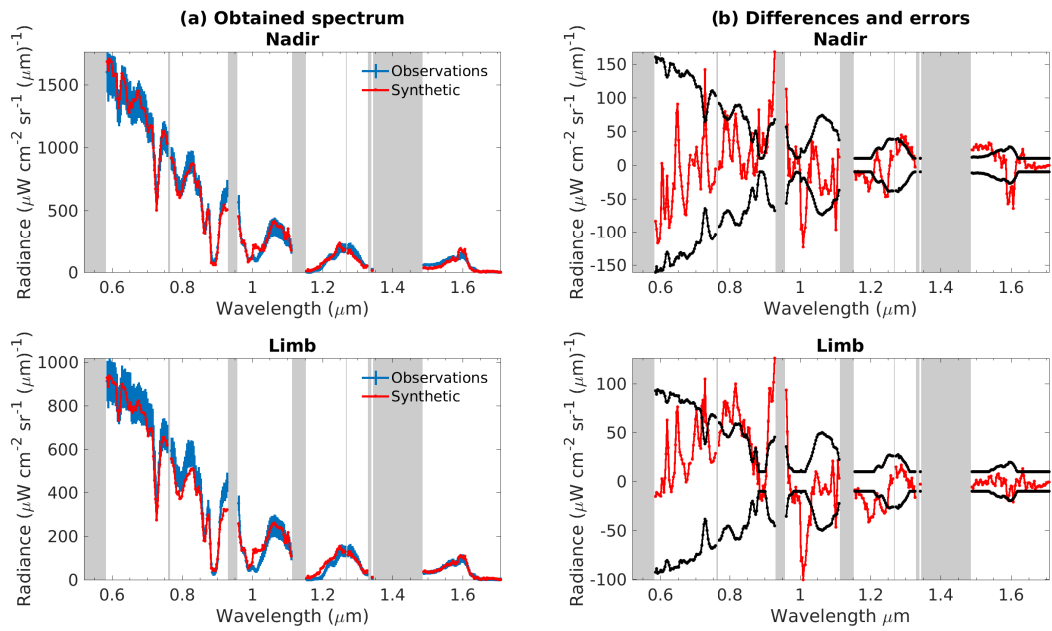 (a) Obtained spectrum
Nadir
Radiance (μW cm-2 sr-1 (μm)-1)
1500
1000
500
0
Observations
Synthetic
0.6 0.8 1 1.2 1.4 1.6
Wavelength (μm)
Limb
Radiance (μW cm-2 sr-1 (μm)-1)
1000
800
600
400
200
0
Observations
Synthetic
0.6 0.8 1 1.2 1.4 1.6
Wavelength (μm)
(b) Differences and errors
Nadir
Radiance (μW cm-2 sr-1 (μm)-1)
150
100
50
0
-50
-100
-150
0.6 0.8 1 1.2 1.4 1.6
Wavelength (μm)
Limb
Radiance (μW cm-2 sr-1 (μm)-1)
100
50
0
-50
-100
0.6 0.8 1 1.2 1.4 1.6
Wavelength μm